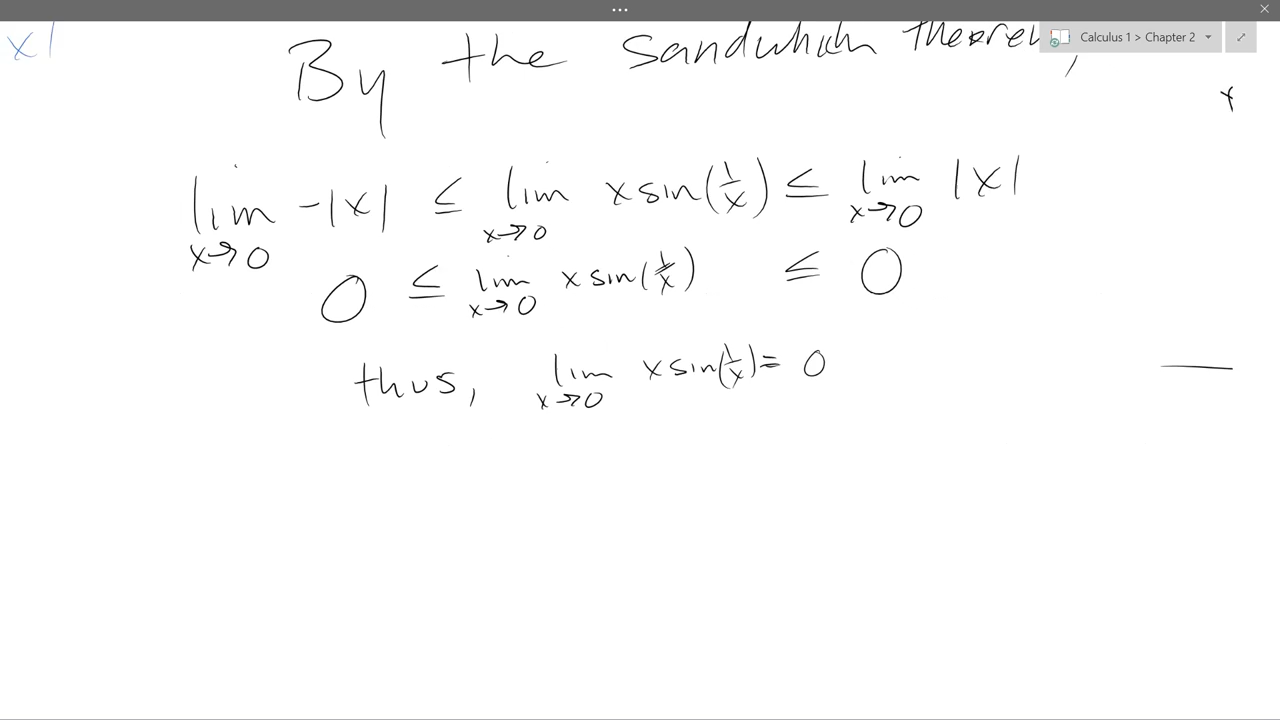 x|
By the Sandwhich theorem,
Calculus 1 > Chapter 2
lim x→0 -|x| ≤ lim x→0 x sin(1/x) ≤ lim x→0 |x|
0 ≤ lim x→0 x sin(1/x) ≤ 0
thus, lim x→0 x sin(1/x) = 0